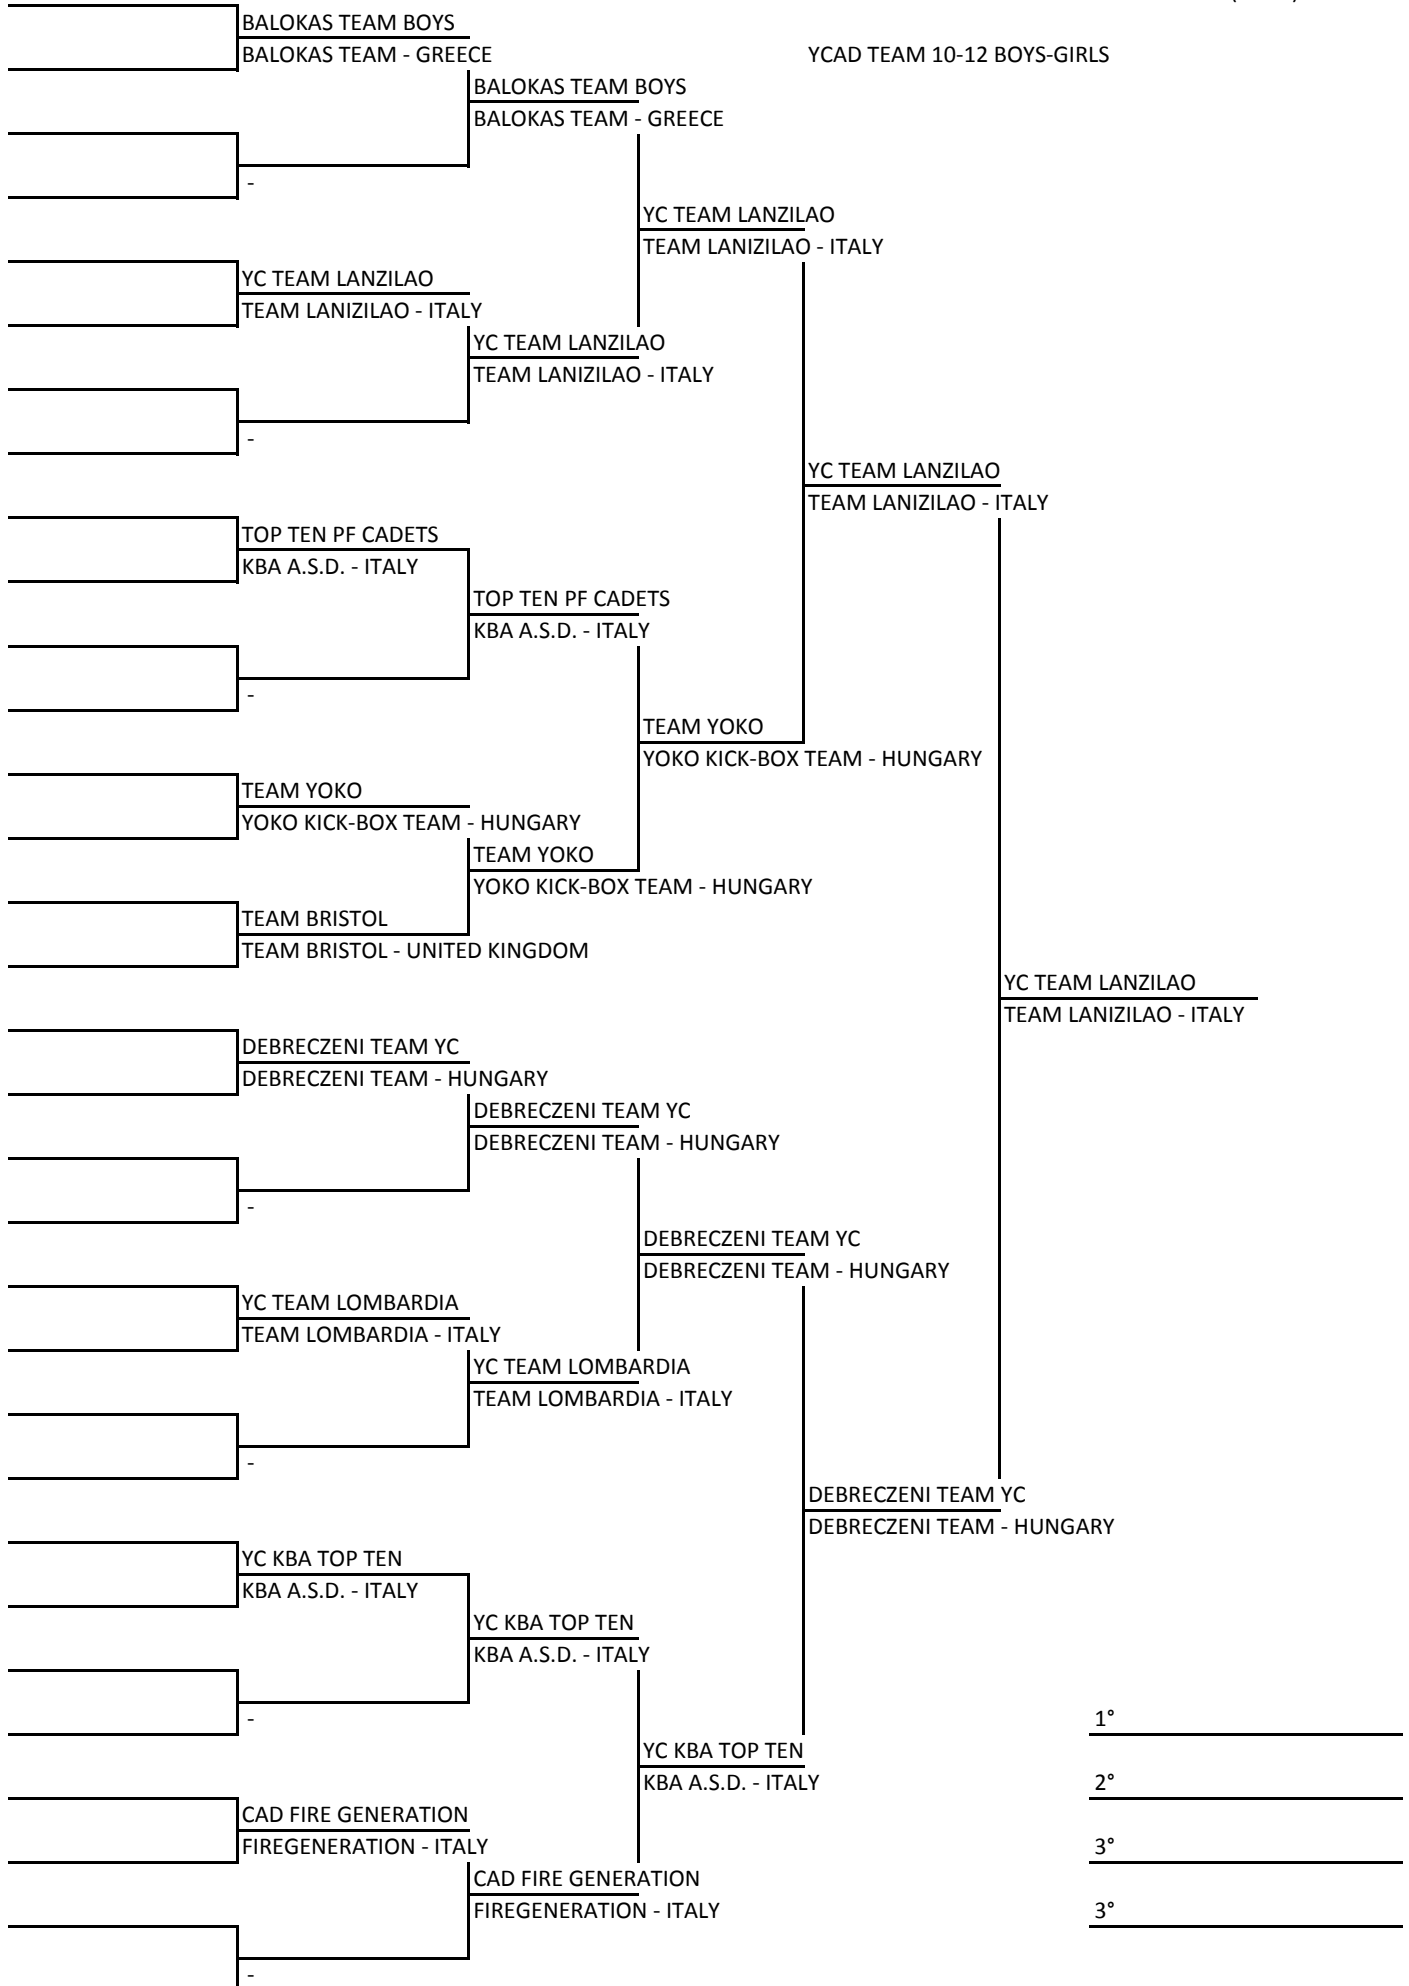 BALOKAS TEAM BOYS
BALOKAS TEAM - GREECE
YCAD TEAM 10-12 BOYS-GIRLS
BALOKAS TEAM BOYS
BALOKAS TEAM - GREECE
-
YC TEAM LANZILAO
TEAM LANIZILAO - ITALY
YC TEAM LANZILAO
TEAM LANIZILAO - ITALY
YC TEAM LANZILAO
TEAM LANIZILAO - ITALY
-
YC TEAM LANZILAO
TEAM LANIZILAO - ITALY
TOP TEN PF CADETS
KBA A.S.D. - ITALY
TOP TEN PF CADETS
KBA A.S.D. - ITALY
-
TEAM YOKO
YOKO KICK-BOX TEAM - HUNGARY
TEAM YOKO
YOKO KICK-BOX TEAM - HUNGARY
TEAM YOKO
YOKO KICK-BOX TEAM - HUNGARY
TEAM BRISTOL
TEAM BRISTOL - UNITED KINGDOM
YC TEAM LANZILAO
TEAM LANIZILAO - ITALY
DEBRECZENI TEAM YC
DEBRECZENI TEAM - HUNGARY
DEBRECZENI TEAM YC
DEBRECZENI TEAM - HUNGARY
-
DEBRECZENI TEAM YC
DEBRECZENI TEAM - HUNGARY
YC TEAM LOMBARDIA
TEAM LOMBARDIA - ITALY
YC TEAM LOMBARDIA
TEAM LOMBARDIA - ITALY
-
DEBRECZENI TEAM YC
DEBRECZENI TEAM - HUNGARY
YC KBA TOP TEN
KBA A.S.D. - ITALY
YC KBA TOP TEN
KBA A.S.D. - ITALY
-
1°
YC KBA TOP TEN
KBA A.S.D. - ITALY
2°
CAD FIRE GENERATION
FIREGENERATION - ITALY
3°
CAD FIRE GENERATION
FIREGENERATION - ITALY
3°
-